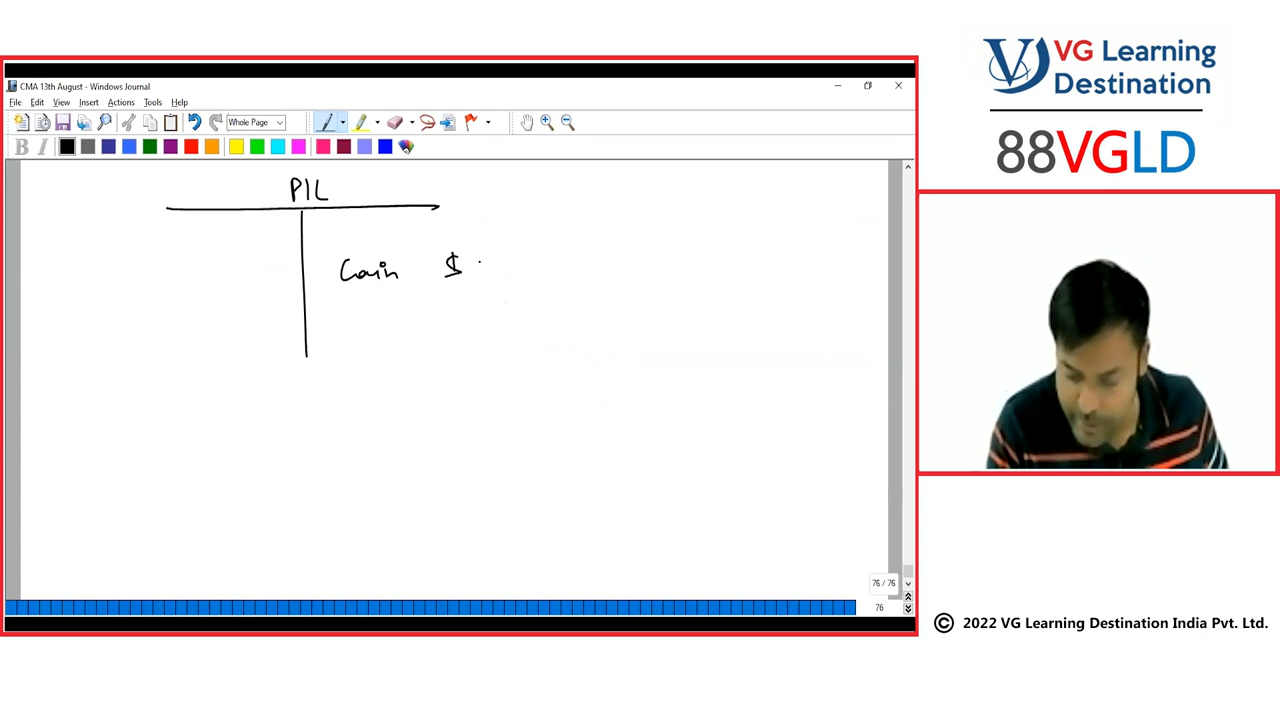 VG Learning
Destination
88VGLD
CMA 13th August - Windows Journal
File Edit View Insert Actions Tools Help
Whole Page
B I
P/L
Gain $
76 / 76
76
© 2022 VG Learning Destination India Pvt. Ltd.